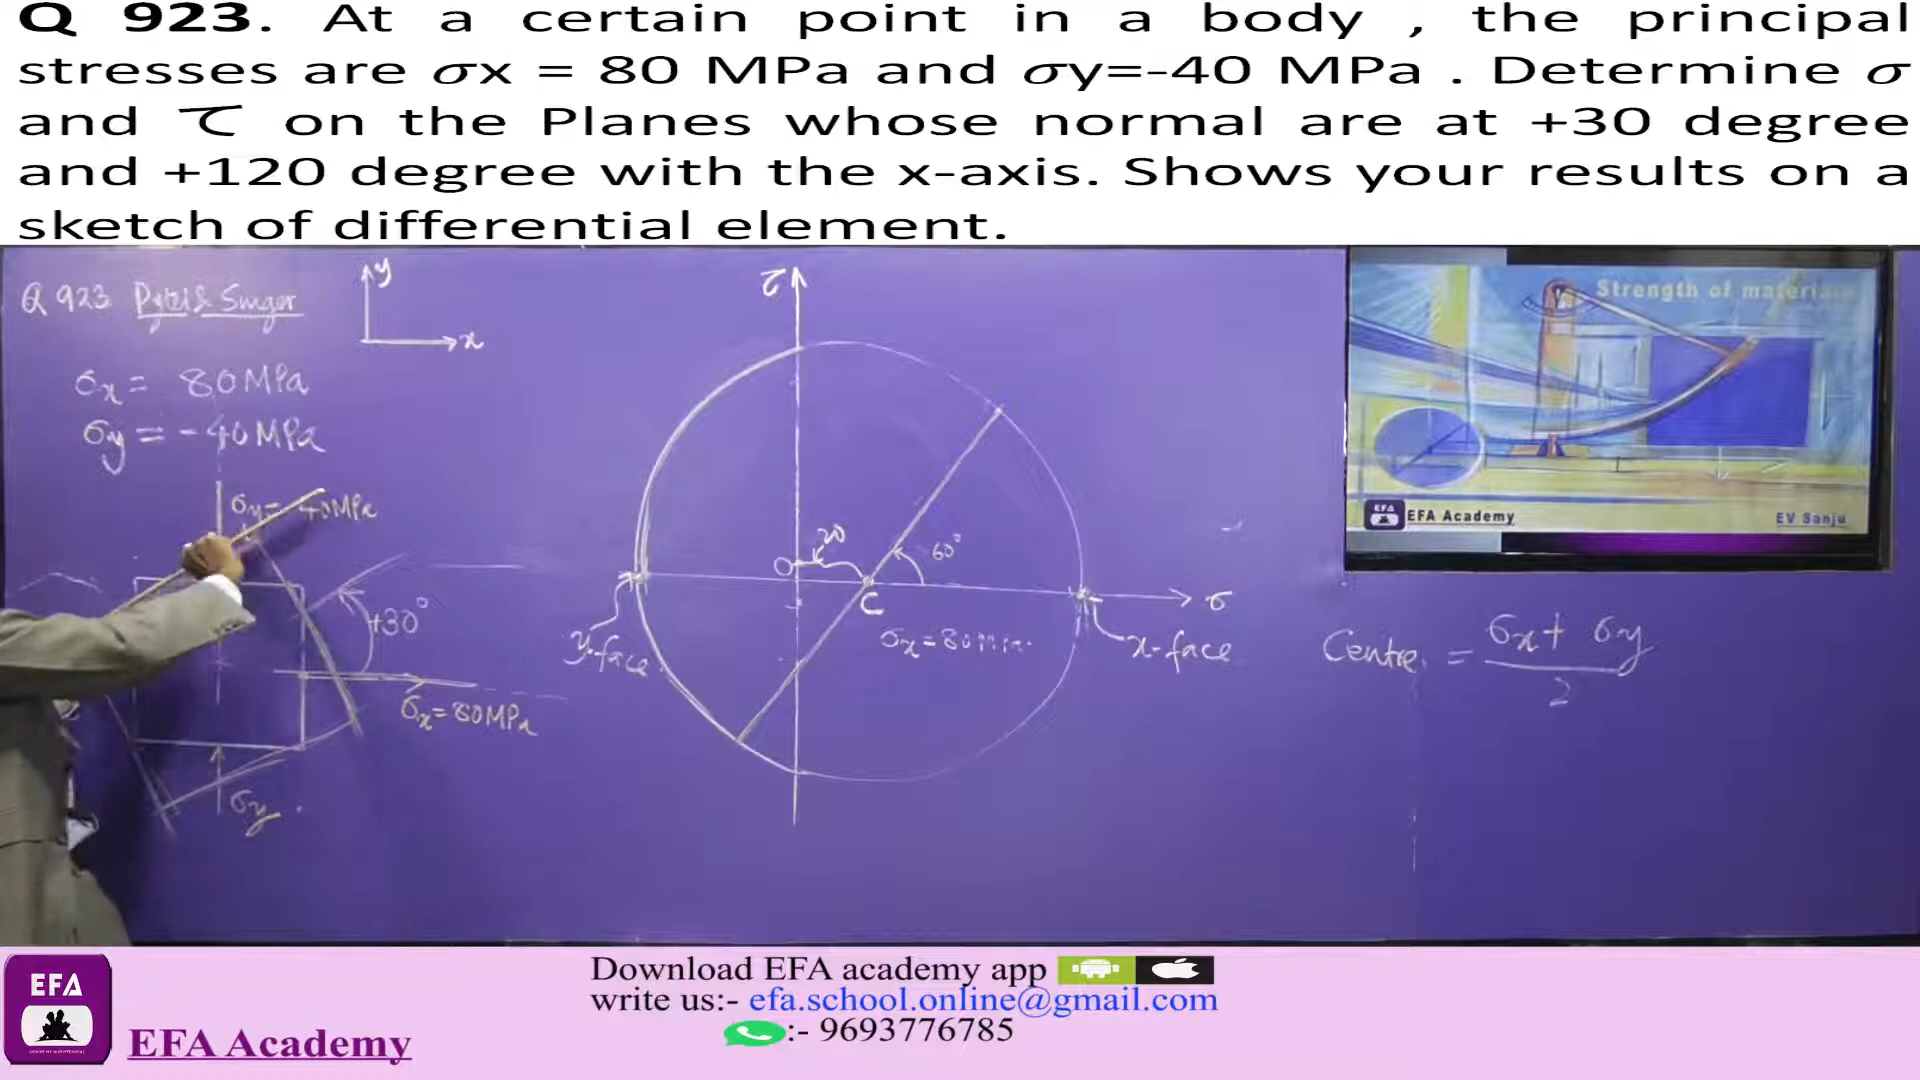 Q 923. At a certain point in a body , the principal
stresses are σx = 80 MPa and σy=-40 MPa . Determine σ
and τ on the Planes whose normal are at +30 degree
and +120 degree with the x-axis. Shows your results on a
sketch of differential element.
Q 923 Pytel & Singer
y
x
σx = 80MPa
σy = -40MPa
σy = 40MPa
+30°
σx = 80MPa
σy
τ
20
O
60°
C
σ
σx = 80
y-face
x-face
Centre = σx + σy
2
Strength of materials
EFA
EFA Academy
EV Sanju
EFA
EFA Academy
Download EFA academy app
write us:- efa.school.online@gmail.com
:- 9693776785